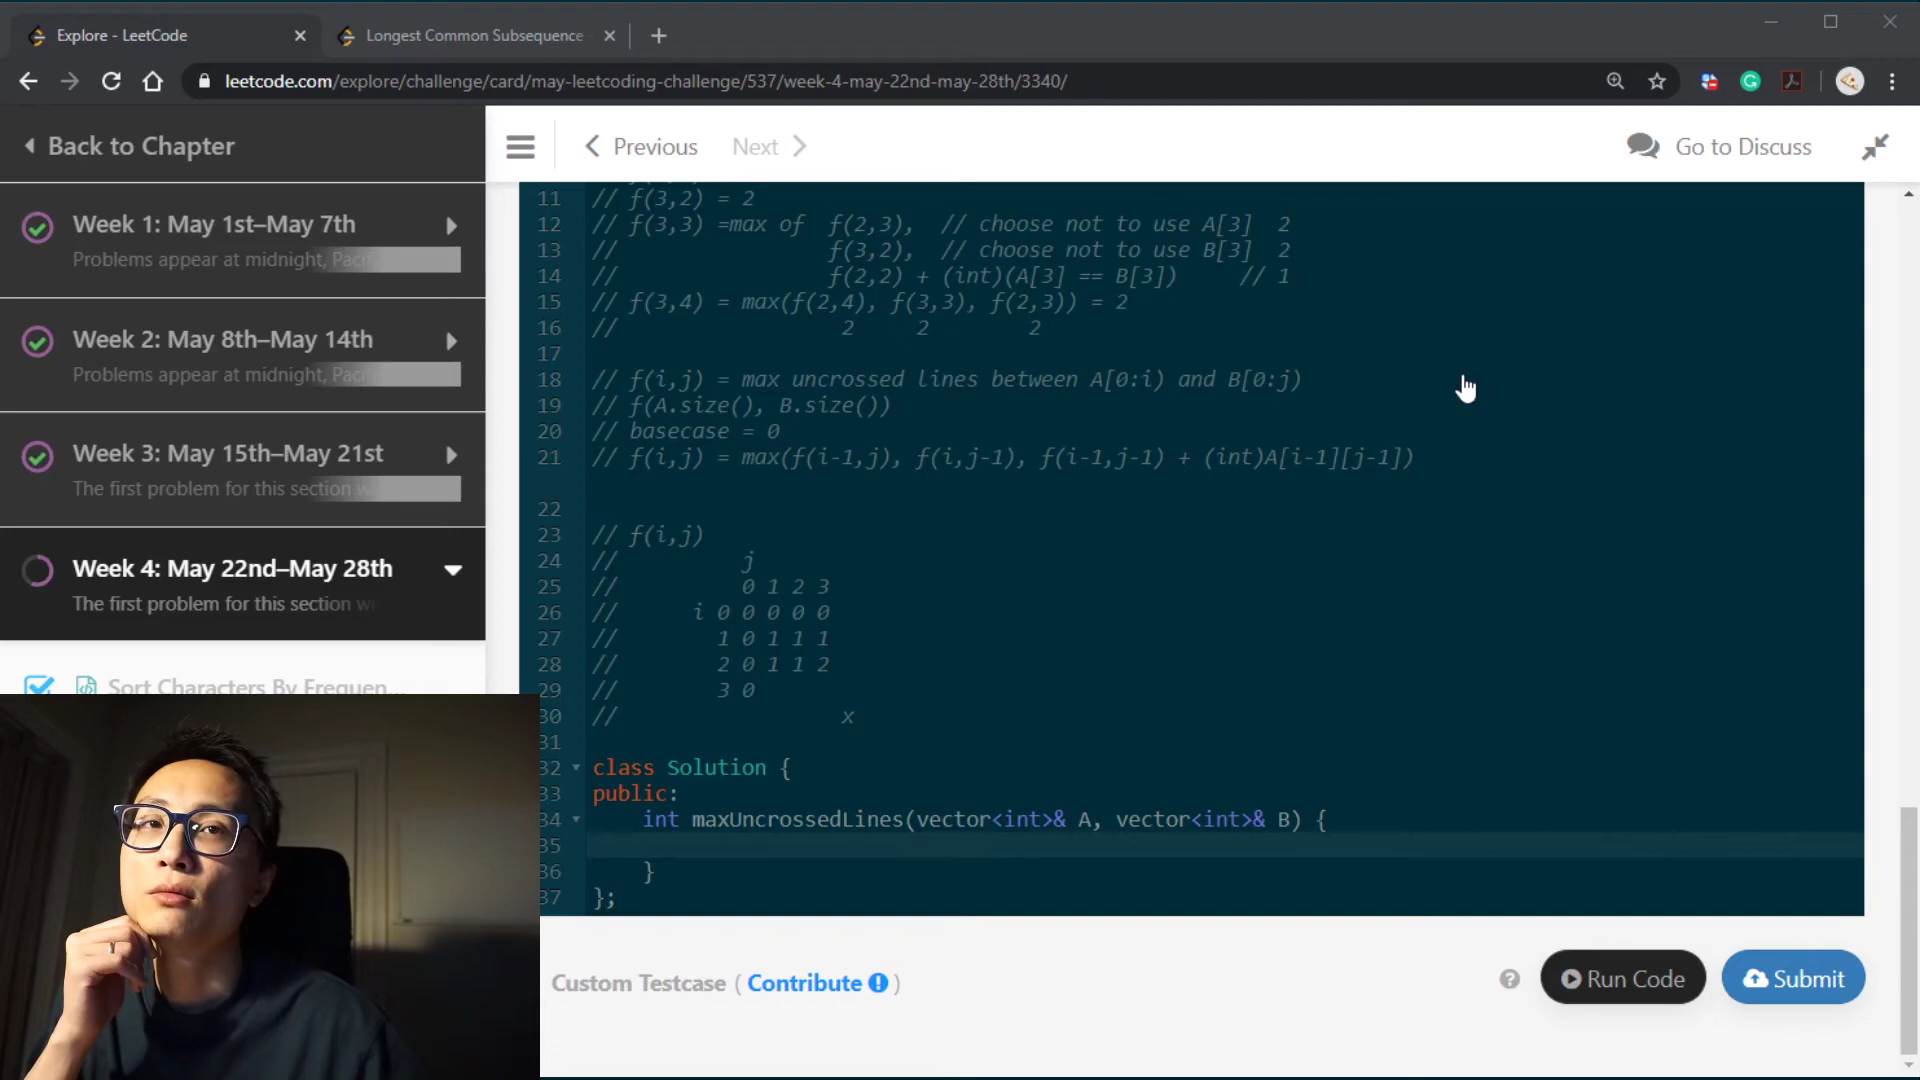 Explore - LeetCode
Longest Common Subsequence
leetcode.com/explore/challenge/card/may-leetcoding-challenge/537/week-4-may-22nd-may-28th/3340/
Back to Chapter
Previous
Next
Go to Discuss
Week 1: May 1st–May 7th
Problems appear at midnight,
Week 2: May 8th–May 14th
Problems appear at midnight,
Week 3: May 15th–May 21st
The first problem for this section
Week 4: May 22nd–May 28th
The first problem for this section
Sort Characters By Frequen...
11 // f(3,2) = 2
12 // f(3,3) =max of f(2,3), // choose not to use A[3] 2
13 // f(3,2), // choose not to use B[3] 2
14 // f(2,2) + (int)(A[3] == B[3]) // 1
15 // f(3,4) = max(f(2,4), f(3,3), f(2,3)) = 2
16 // 2 2 2
17
18 // f(i,j) = max uncrossed lines between A[0:i) and B[0:j)
19 // f(A.size(), B.size())
20 // basecase = 0
21 // f(i,j) = max(f(i-1,j), f(i,j-1), f(i-1,j-1) + (int)A[i-1][j-1])
22
23 // f(i,j)
24 // j
25 // 0 1 2 3
26 // i 0 0 0 0 0
27 // 1 0 1 1 1
28 // 2 0 1 1 2
29 // 3 0
30 // x
31
32 class Solution {
33 public:
34 int maxUncrossedLines(vector<int>& A, vector<int>& B) {
35
36 }
37 };
Custom Testcase ( Contribute )
Run Code
Submit